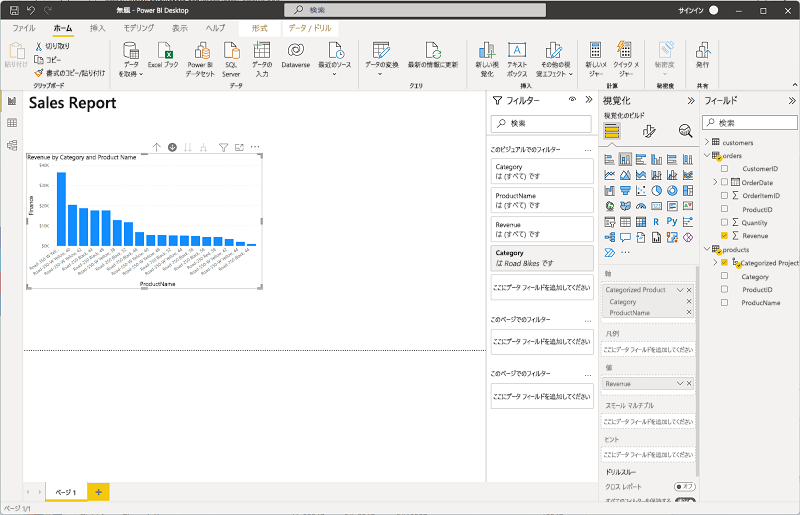 無題 - Power BI Desktop
検索
サインイン
ファイル
ホーム
挿入
モデリング
表示
ヘルプ
形式
データ / ドリル
貼り付け
切り取り
コピー
書式のコピー/貼り付け
クリップボード
データ
を取得
Excel ブック
Power BI
データセット
SQL
Server
データの
入力
Dataverse
最近のソース
データ
データの変換
最新の情報に更新
クエリ
新しい視
覚化
テキスト
ボックス
その他の視
覚エフェクト
挿入
新しいメ
ジャー
クイック メ
ジャー
計算
秘密度
秘密度
発行
共有
Sales Report
Revenue by Category and Product Name
$40K
$30K
$20K
$10K
$0K
Finance
ProductName
フィルター
検索
このビジュアルでのフィルター
Category
は (すべて) です
ProductName
は (すべて) です
Revenue
は (すべて) です
Category
は Road Bikes です
ここにデータ フィールドを追加してください
このページでのフィルター
ここにデータ フィールドを追加してください
このページでのフィルター
ここにデータ フィールドを追加してください
視覚化
視覚化のビルド
R
Py
軸
Categorized Product
Category
ProductName
凡例
ここにデータ フィールドを追加してください
値
Revenue
スモール マルチプル
ここにデータ フィールドを追加してください
ヒント
ここにデータ フィールドを追加してください
ドリルスルー
クロス レポート
オフ
フィールド
検索
customers
orders
CustomerID
OrderDate
OrderItemID
ProductID
Quantity
Revenue
products
Categorized Project
Category
ProductID
ProducName
ページ 1
ページ 1/1